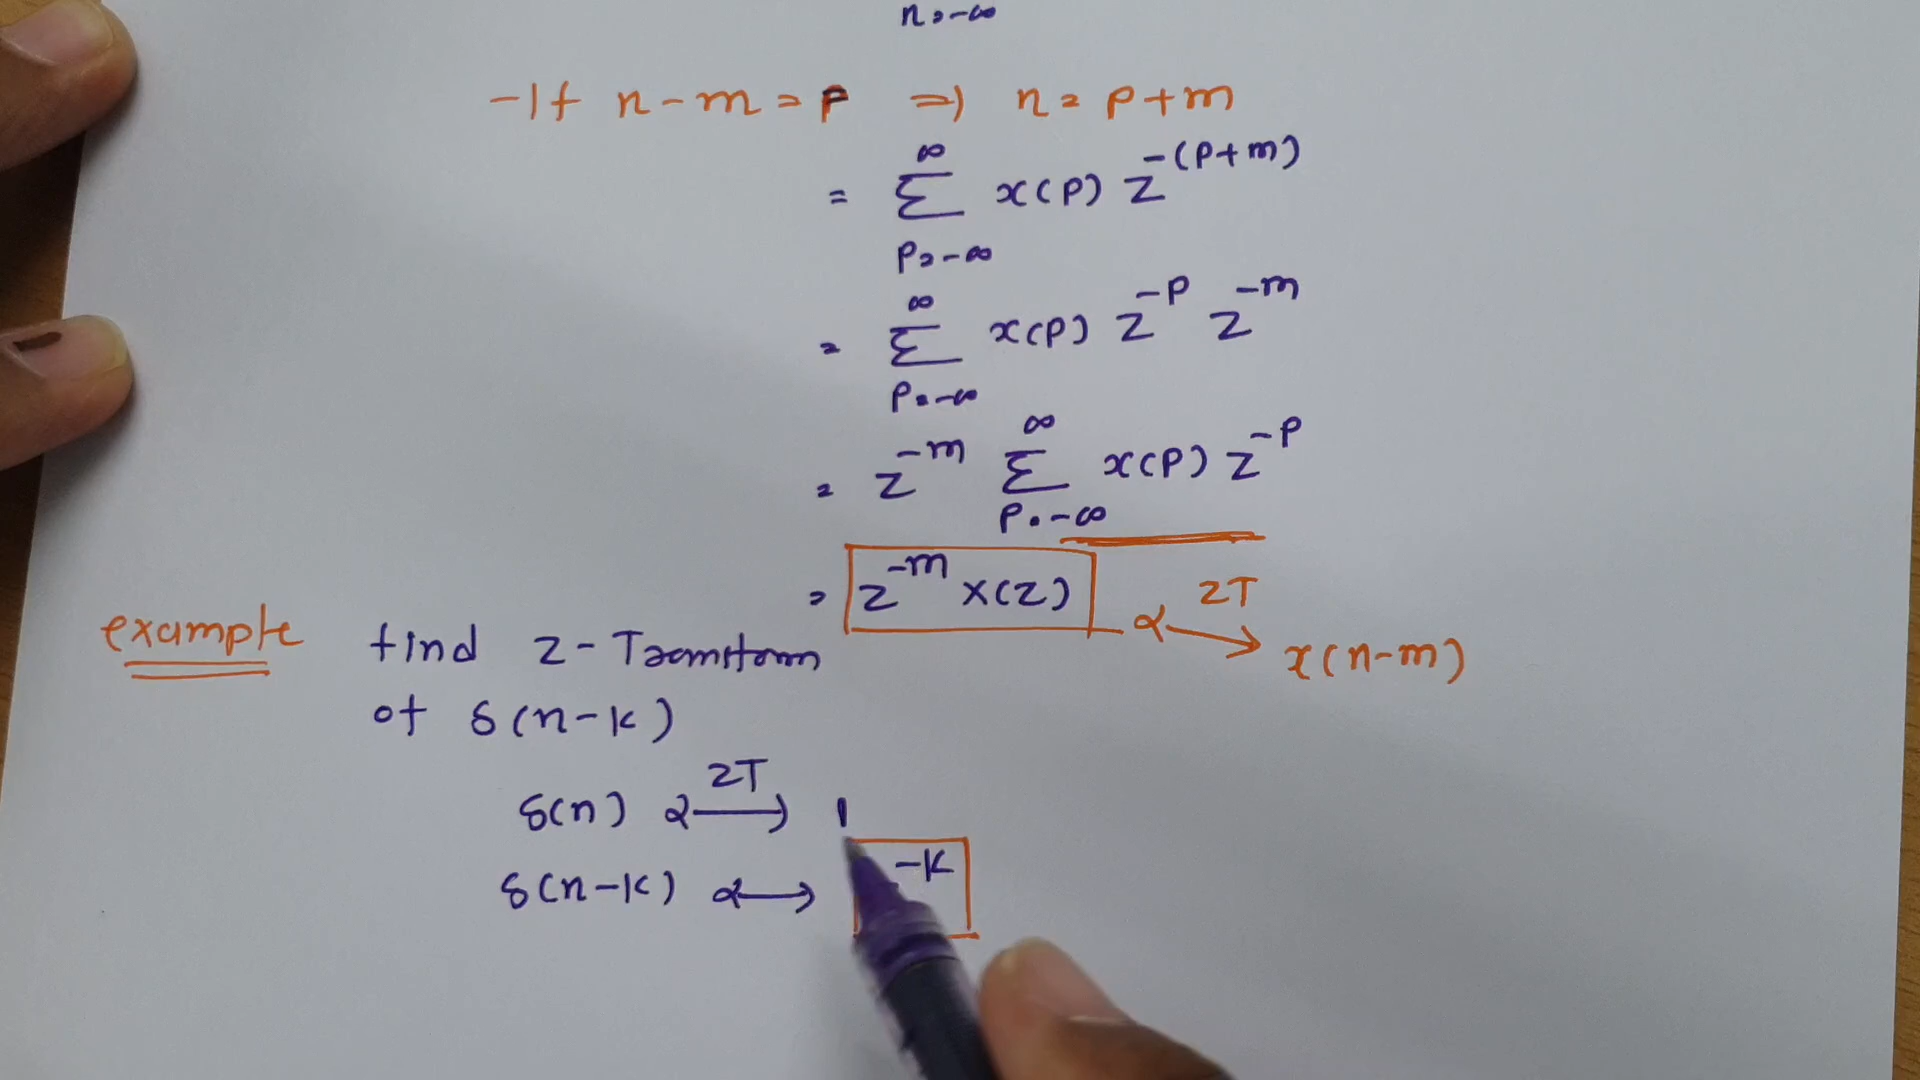 n=-∞
-If n-m=p ⇒ n=p+m
= ∞ Σ p=-∞ x(p) z^-(p+m)
= ∞ Σ p=-∞ x(p) z^-p z^-m
= z^-m ∞ Σ p=-∞ x(p) z^-p
= z^-m X(z) ZT x(n-m)
example find z-Transform
of δ(n-k)
δ(n) ⟷ ZT 1
δ(n-k) ⟷ -k